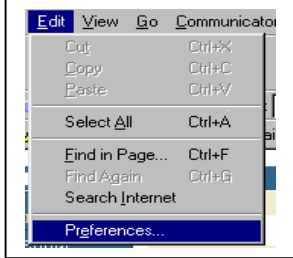 Edit View Go Communicator
Cut Ctrl+X
Copy Ctrl+C
Paste Ctrl+V
Select All Ctrl+A
Find in Page... Ctrl+F
Find Again Ctrl+G
Search Internet
Preferences...